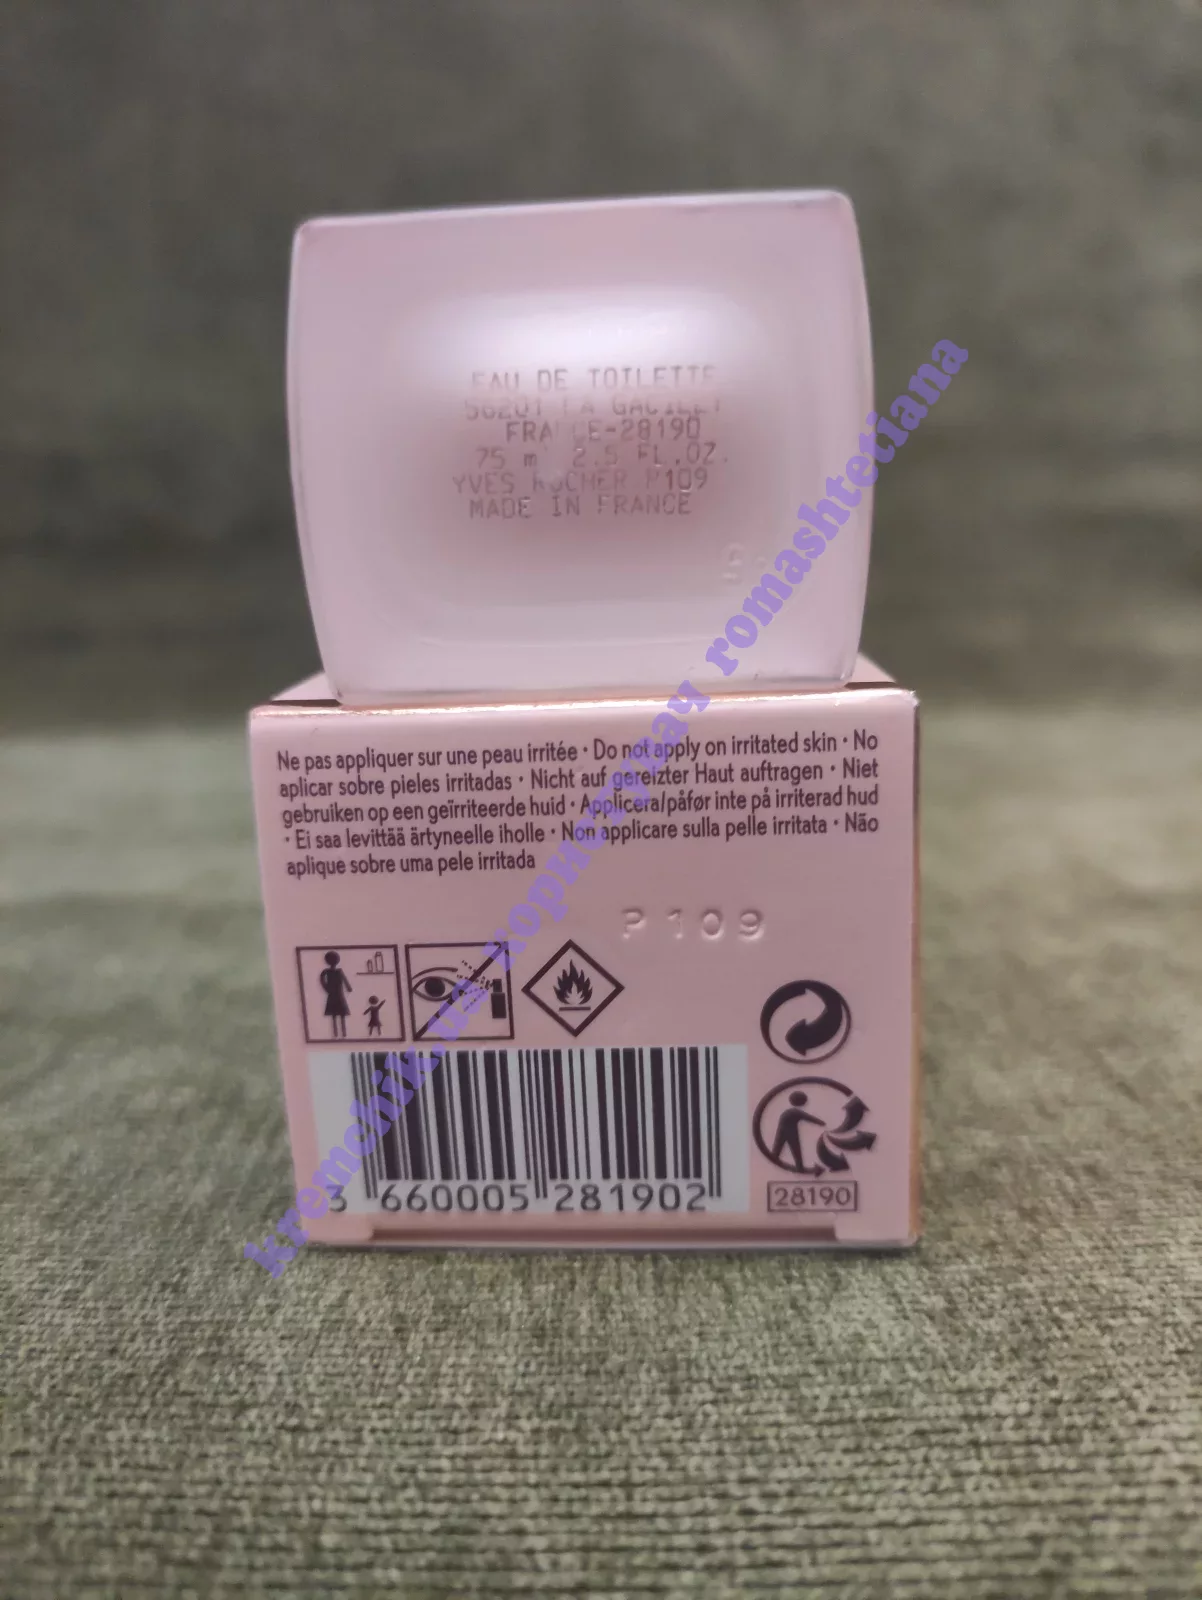 EAU DE TOILETTE
56201 LA GACILLY
FRANCE-28190
75 ml 2.5 FL.OZ.
YVES ROCHER P109
MADE IN FRANCE
Ne pas appliquer sur une peau irritée · Do not apply on irritated skin · No
aplicar sobre pieles irritadas · Nicht auf gereizter Haut auftragen · Niet
gebruiken op een geïrriteerde huid · Applicera/påfør inte på irriterad hud
· Ei saa levittää ärtyneelle iholle · Non applicare sulla pelle irritata · Não
aplique sobre uma pele irritada
P109
3 660005 281902
28190
kremchik.ua користувач romashtetiana